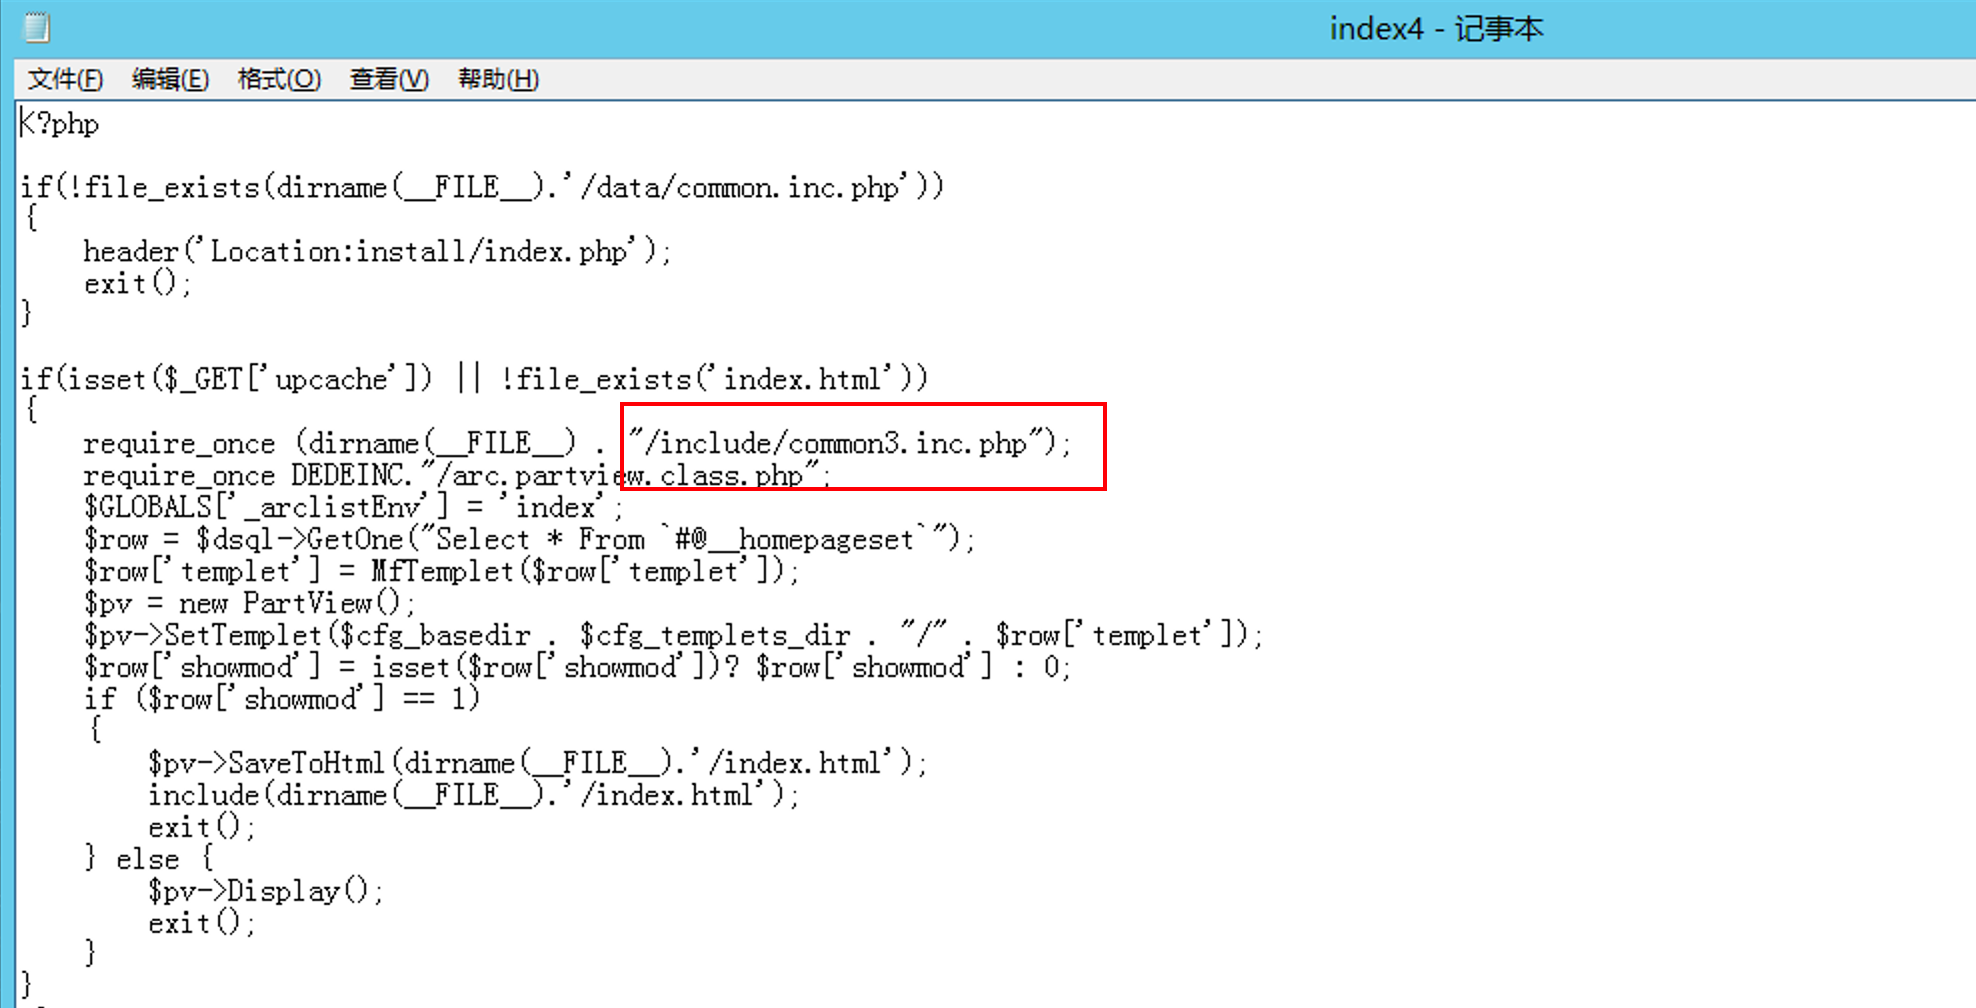 index4 - 记事本
文件(F) 编辑(E) 格式(O) 查看(V) 帮助(H)
<?php
if(!file_exists(dirname(__FILE__).'/data/common.inc.php'))
{
    header('Location:install/index.php');
    exit();
}
if(isset($_GET['upcache']) || !file_exists('index.html'))
{
    require_once (dirname(__FILE__) . "/include/common3.inc.php");
    require_once DEDEINC."/arc.partview.class.php";
    $GLOBALS['_arclistEnv'] = 'index';
    $row = $dsql->GetOne("Select * From `#@__homepageset`");
    $row['templet'] = MfTemplet($row['templet']);
    $pv = new PartView();
    $pv->SetTemplet($cfg_basedir . $cfg_templets_dir . "/" . $row['templet']);
    $row['showmod'] = isset($row['showmod'])? $row['showmod'] : 0;
    if ($row['showmod'] == 1)
    {
        $pv->SaveToHtml(dirname(__FILE__).'/index.html');
        include(dirname(__FILE__).'/index.html');
        exit();
    } else {
        $pv->Display();
        exit();
    }
}